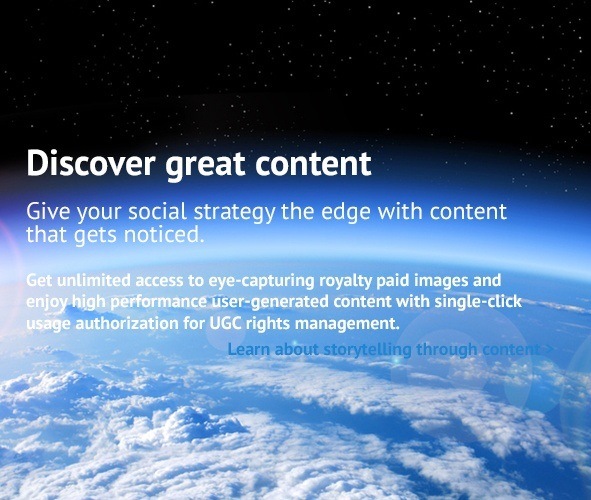 Discover great content
Give your social strategy the edge with content
that gets noticed.
Get unlimited access to eye-capturing royalty paid images and
enjoy high performance user-generated content with single-click
usage authorization for UGC rights management.
Learn about storytelling through content >